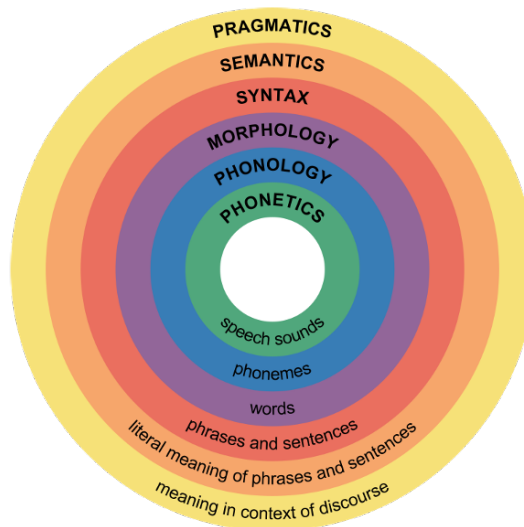 PRAGMATICS
SEMANTICS
SYNTAX
MORPHOLOGY
PHONOLOGY
PHONETICS
speech sounds
phonemes
words
phrases and sentences
literal meaning of phrases and sentences
meaning in context of discourse